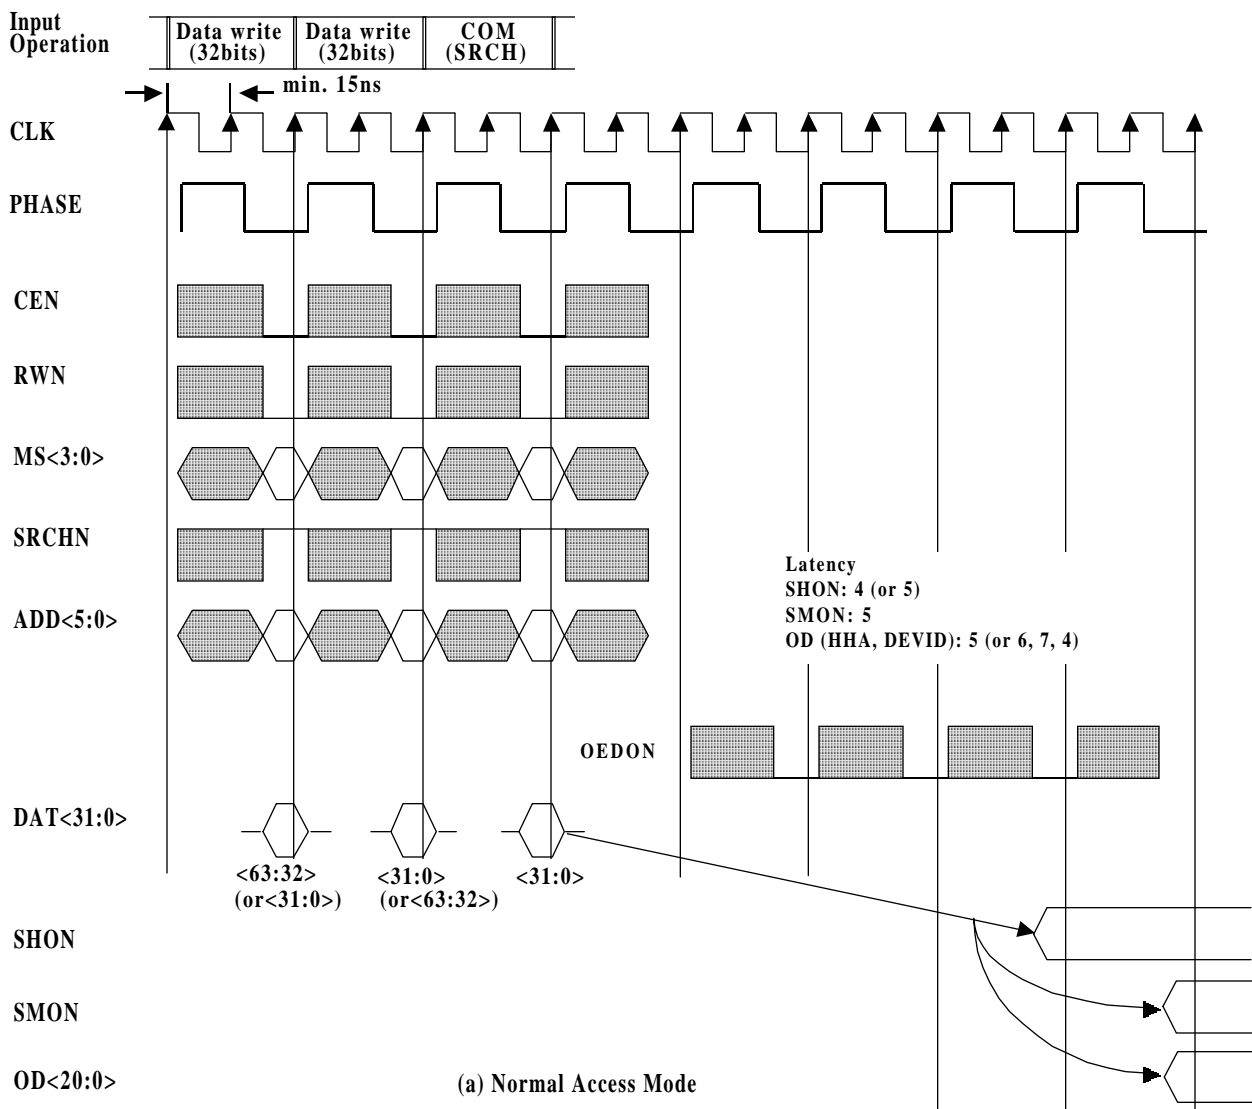 Input
Operation
Data write
(32bits)
Data write
(32bits)
COM
(SRCH)
min. 15ns
CLK
PHASE
CEN
RWN
MS<3:0>
SRCHN
ADD<5:0>
Latency
SHON: 4 (or 5)
SMON: 5
OD (HHA, DEVID): 5 (or 6, 7, 4)
OEDON
DAT<31:0>
<63:32>
(or<31:0>)
<31:0>
(or<63:32>)
<31:0>
SHON
SMON
OD<20:0>
(a) Normal Access Mode